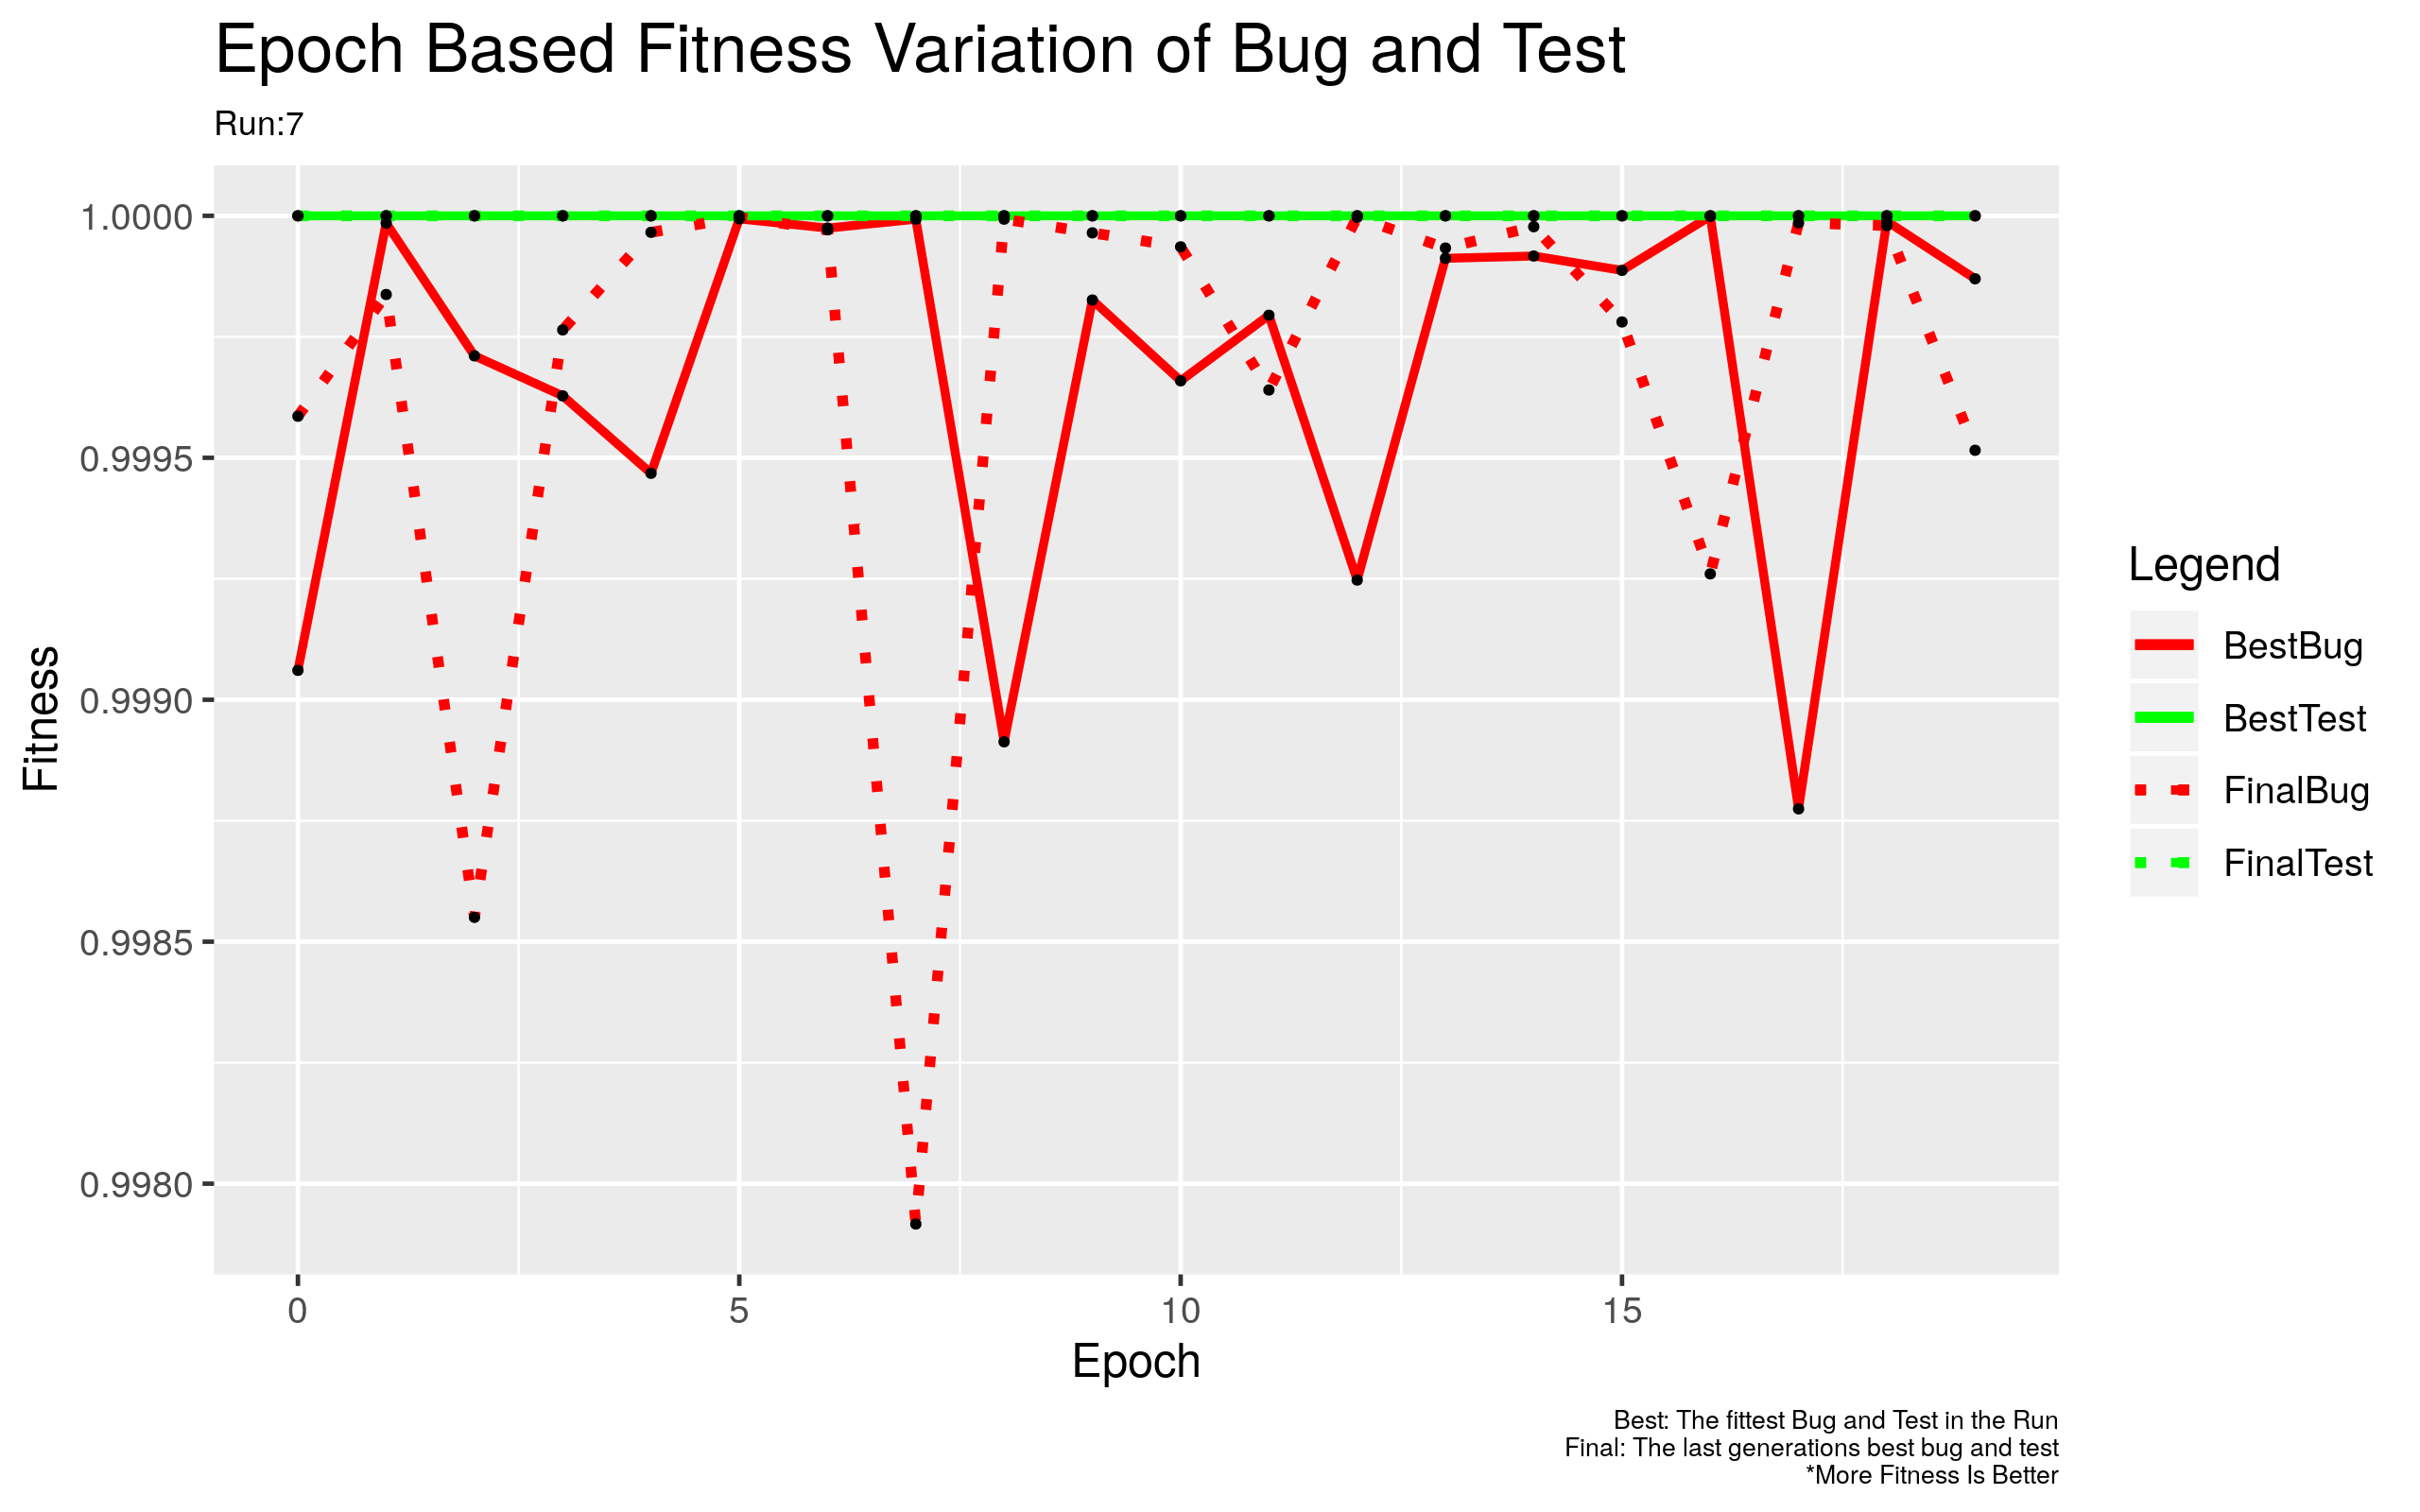 Epoch Based Fitness Variation of Bug and Test
Run:7
1.0000
0.9995
0.9990
0.9985
0.9980
Fitness
0
5
10
15
Epoch
Legend
BestBug
BestTest
FinalBug
FinalTest
Best: The fittest Bug and Test in the Run
Final: The last generations best bug and test
*More Fitness Is Better